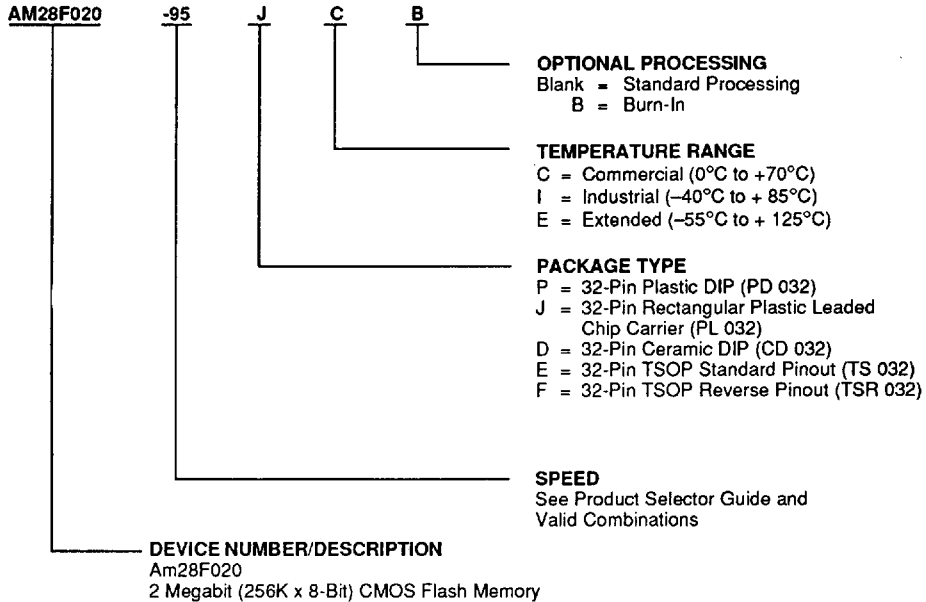 AM28F020 -95 J C B
OPTIONAL PROCESSING
Blank = Standard Processing
B = Burn-In
TEMPERATURE RANGE
C = Commercial (0°C to +70°C)
I = Industrial (–40°C to + 85°C)
E = Extended (–55°C to + 125°C)
PACKAGE TYPE
P = 32-Pin Plastic DIP (PD 032)
J = 32-Pin Rectangular Plastic Leaded
Chip Carrier (PL 032)
D = 32-Pin Ceramic DIP (CD 032)
E = 32-Pin TSOP Standard Pinout (TS 032)
F = 32-Pin TSOP Reverse Pinout (TSR 032)
SPEED
See Product Selector Guide and
Valid Combinations
DEVICE NUMBER/DESCRIPTION
Am28F020
2 Megabit (256K x 8-Bit) CMOS Flash Memory